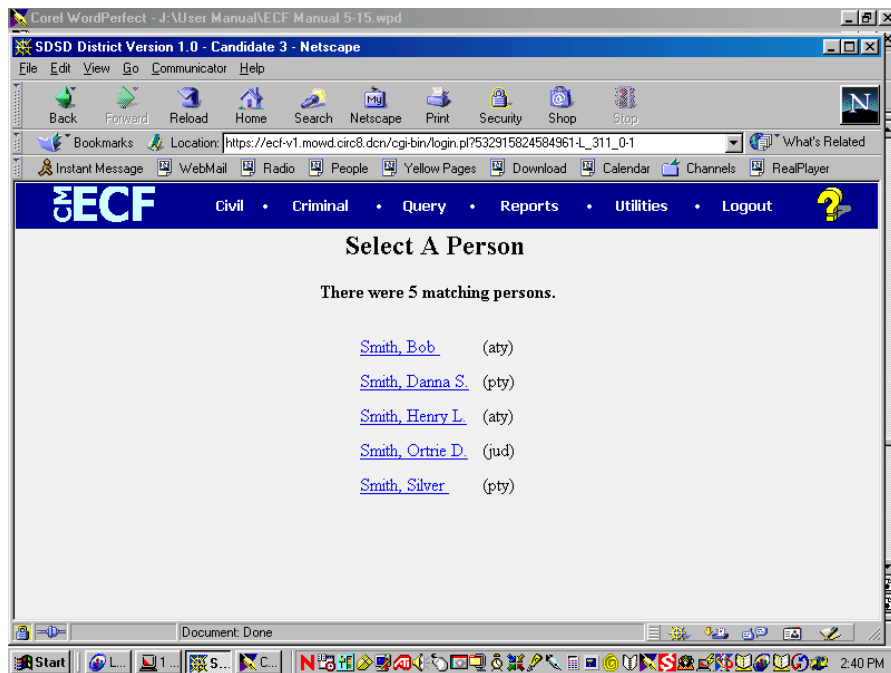 Corel WordPerfect - J:\User Manual\ECF Manual 5-15.wpd
SDSD District Version 1.0 - Candidate 3 - Netscape
File Edit View Go Communicator Help
My
Back Forward Reload Home Search Netscape Print Security Shop Stop
N
Bookmarks Location: https://ecf-v1.mowd.circ8.dcn/cgi-bin/login.pl?532915824584961-L_311_0-1 What's Related
Instant Message WebMail Radio People Yellow Pages Download Calendar Channels RealPlayer
CM ECF Civil • Criminal • Query • Reports • Utilities • Logout ?
Select A Person
There were 5 matching persons.
Smith, Bob (aty)
Smith, Danna S. (pty)
Smith, Henry L. (aty)
Smith, Ortrie D. (jud)
Smith, Silver (pty)
Document: Done
Start L... 1 ... S... C... 2:40 PM